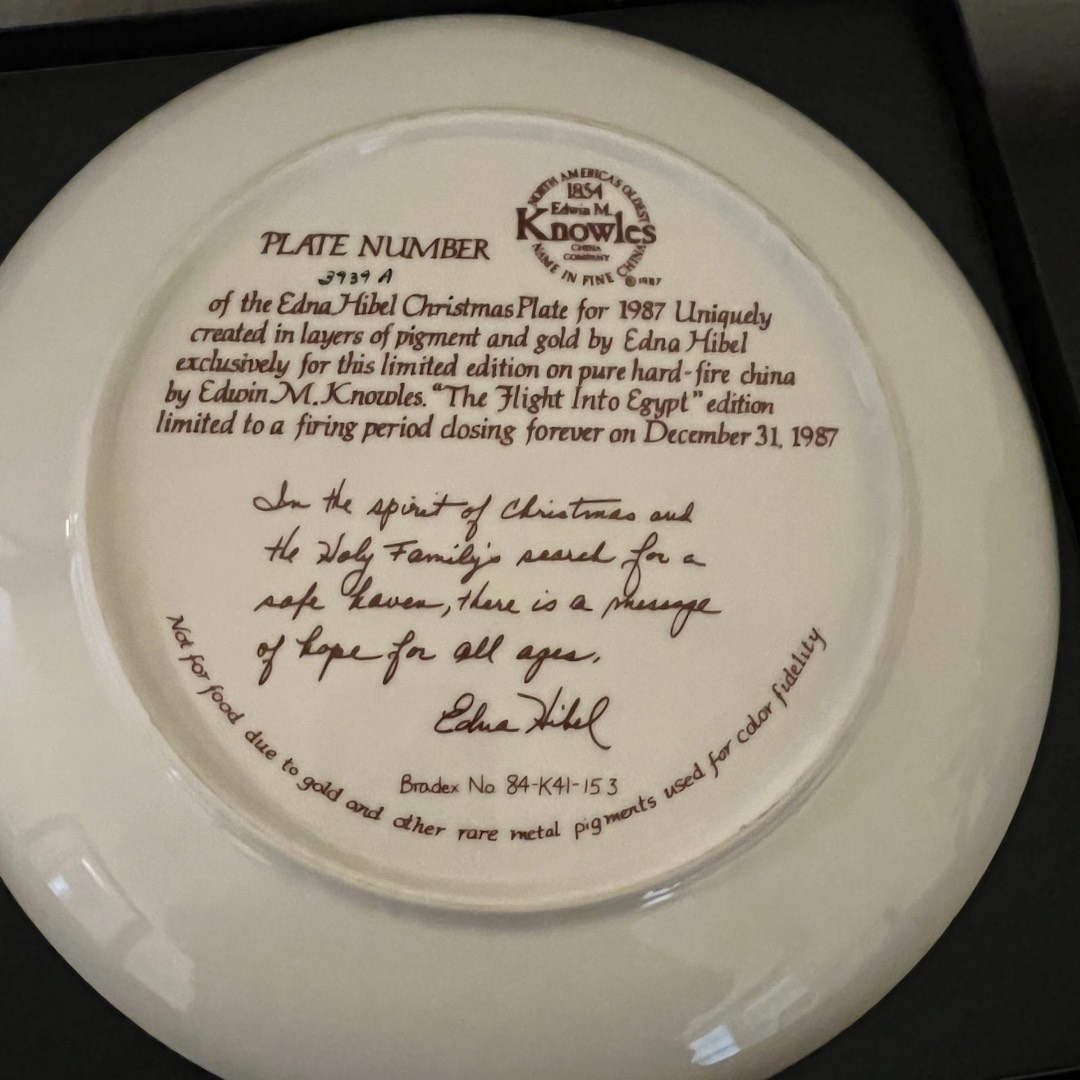 NORTH AMERICA'S OLDEST
1854
Edwin M.
Knowles
CHINA
COMPANY
NAME IN FINE CHINA
©1987
PLATE NUMBER
3939 A
of the Edna Hibel Christmas Plate for 1987 Uniquely
created in layers of pigment and gold by Edna Hibel
exclusively for this limited edition on pure hard-fire china
by Edwin M. Knowles. "The Flight Into Egypt" edition
limited to a firing period closing forever on December 31, 1987
In the spirit of Christmas and
the Holy Family's search for a
safe haven, there is a message
of hope for all ages.
Edna Hibel
Bradex No 84-K41-15 3
Not for food due to gold and other rare metal pigments used for color fidelity